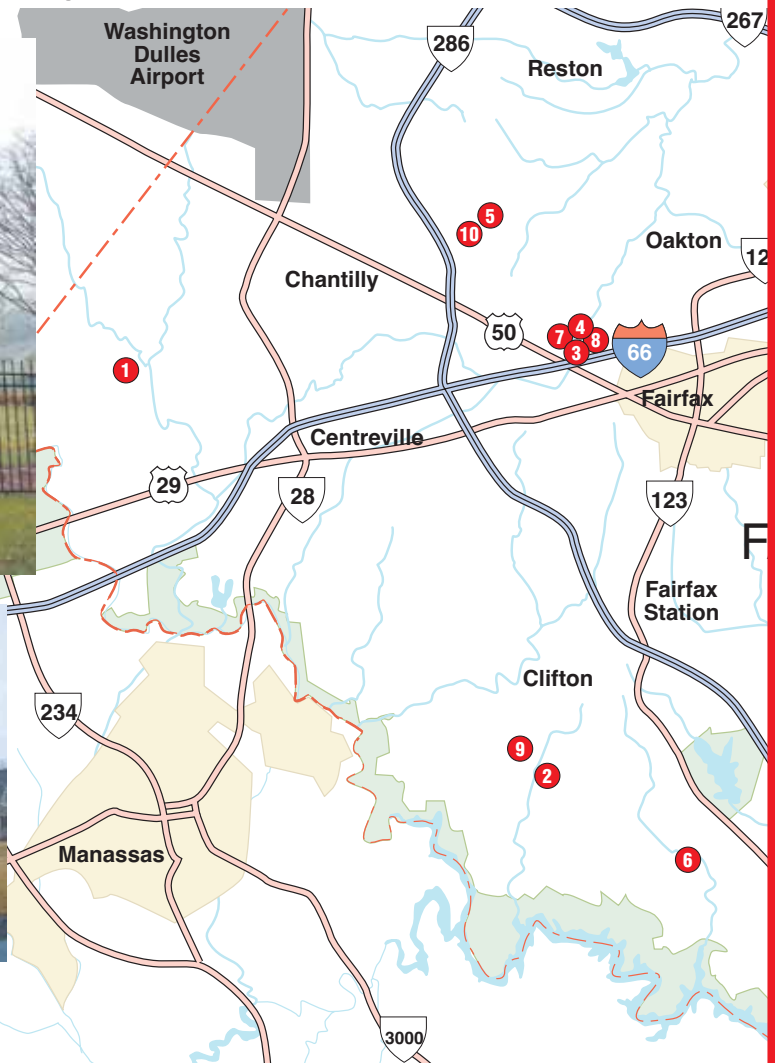 Washington
Dulles
Airport
286
267
Reston
5
10
Oakton
Chantilly
50
7
4
8
3
66
1
Fairfax
Centreville
29
28
123
Fairfax
Station
Clifton
234
9
2
Manassas
6
3000